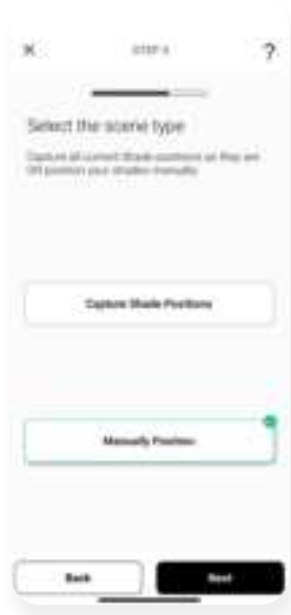 STEP
?
Select the scene type
Capture all current Shade positions as they are
OR position your shades manually
Capture Shade Positions
Manually Position
Back
Next